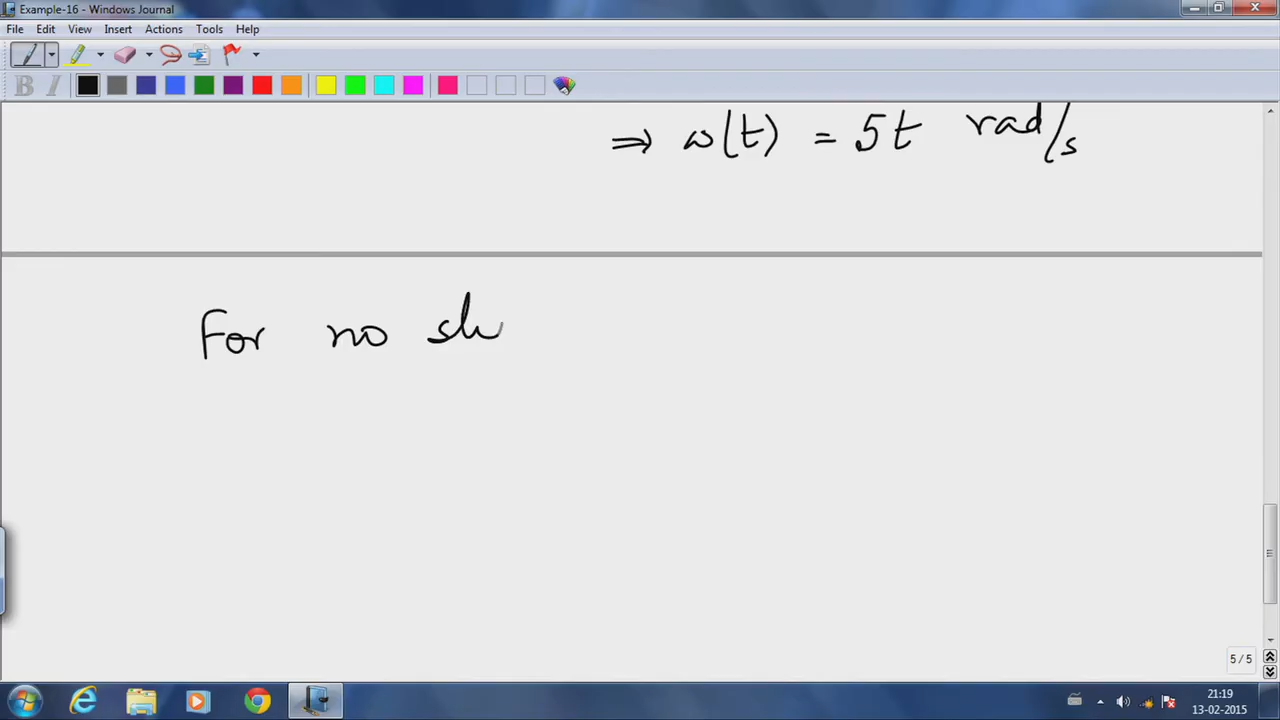 Example-16 - Windows Journal
File Edit View Insert Actions Tools Help
B I
⇒ ω(t) = 5t rad/s
For no sli
5 / 5
21:19
13-02-2015